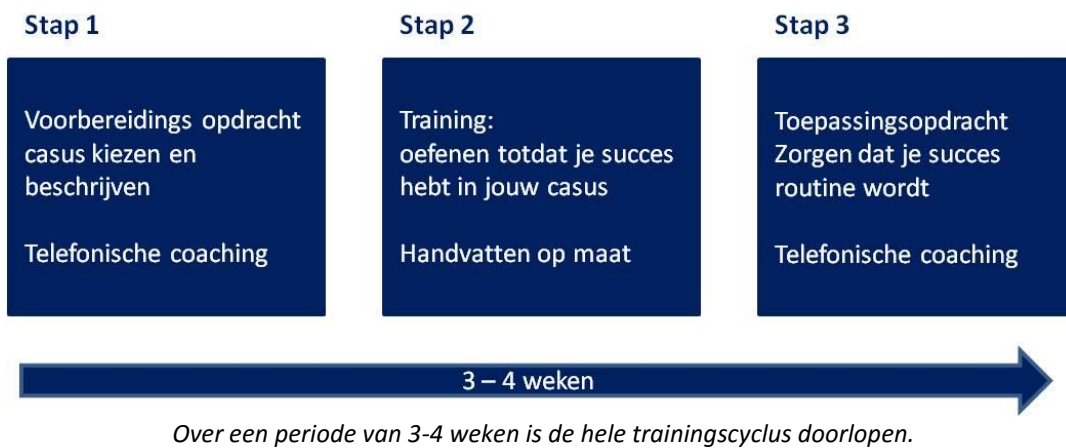 Stap 1
Voorbereidings opdracht
casus kiezen en
beschrijven
Telefonische coaching
Stap 2
Training:
oefenen totdat je succes
hebt in jouw casus
Handvatten op maat
Stap 3
Toepassingsopdracht
Zorgen dat je succes
routine wordt
Telefonische coaching
3 – 4 weken
Over een periode van 3-4 weken is de hele trainingscyclus doorlopen.